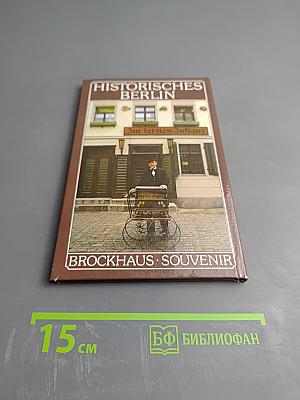 HISTORISCHES
BERLIN
Zur letzten Instanz
BROCKHAUS · SOUVENIR
15 см
БФ БИБЛИОФАН